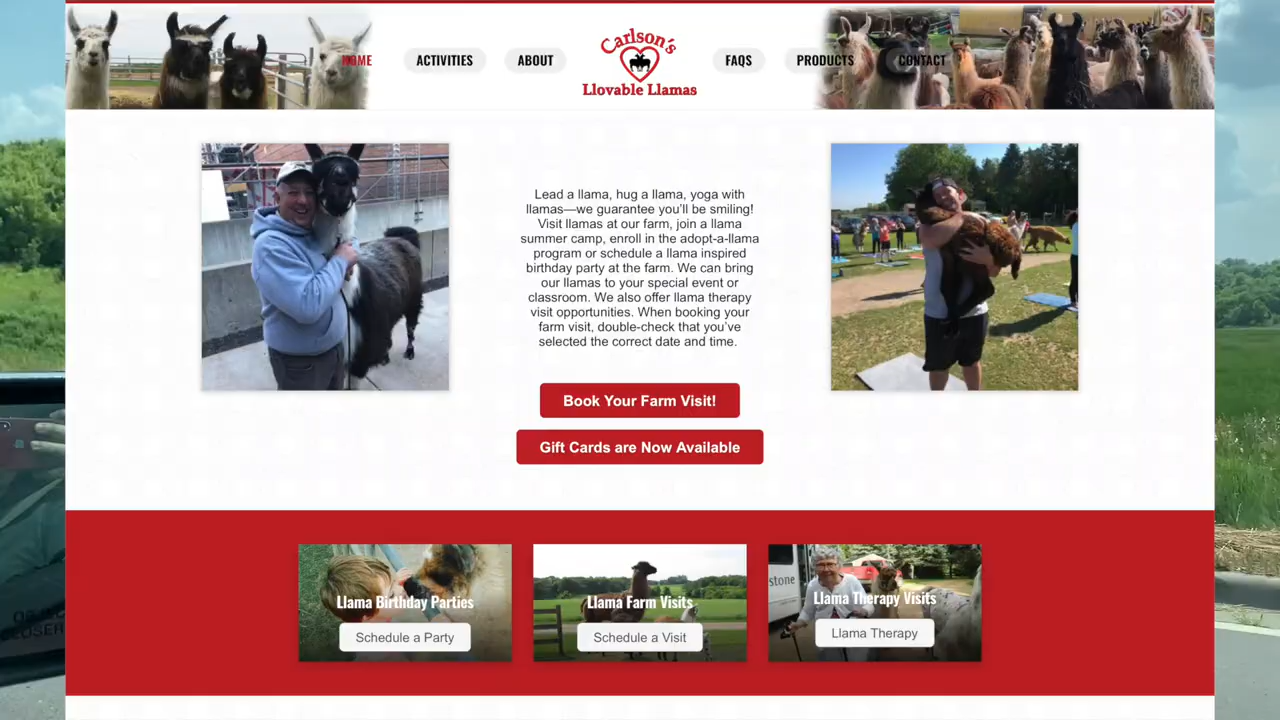 HOME
ACTIVITIES
ABOUT
Carlson's
Llovable Llamas
FAQS
PRODUCTS
CONTACT
Lead a llama, hug a llama, yoga with
llamas—we guarantee you'll be smiling!
Visit llamas at our farm, join a llama
summer camp, enroll in the adopt-a-llama
program or schedule a llama inspired
birthday party at the farm. We can bring
our llamas to your special event or
classroom. We also offer llama therapy
visit opportunities. When booking your
farm visit, double-check that you've
selected the correct date and time.
Book Your Farm Visit!
Gift Cards are Now Available
Llama Birthday Parties
Schedule a Party
Llama Farm Visits
Schedule a Visit
stone
Llama Therapy Visits
Llama Therapy